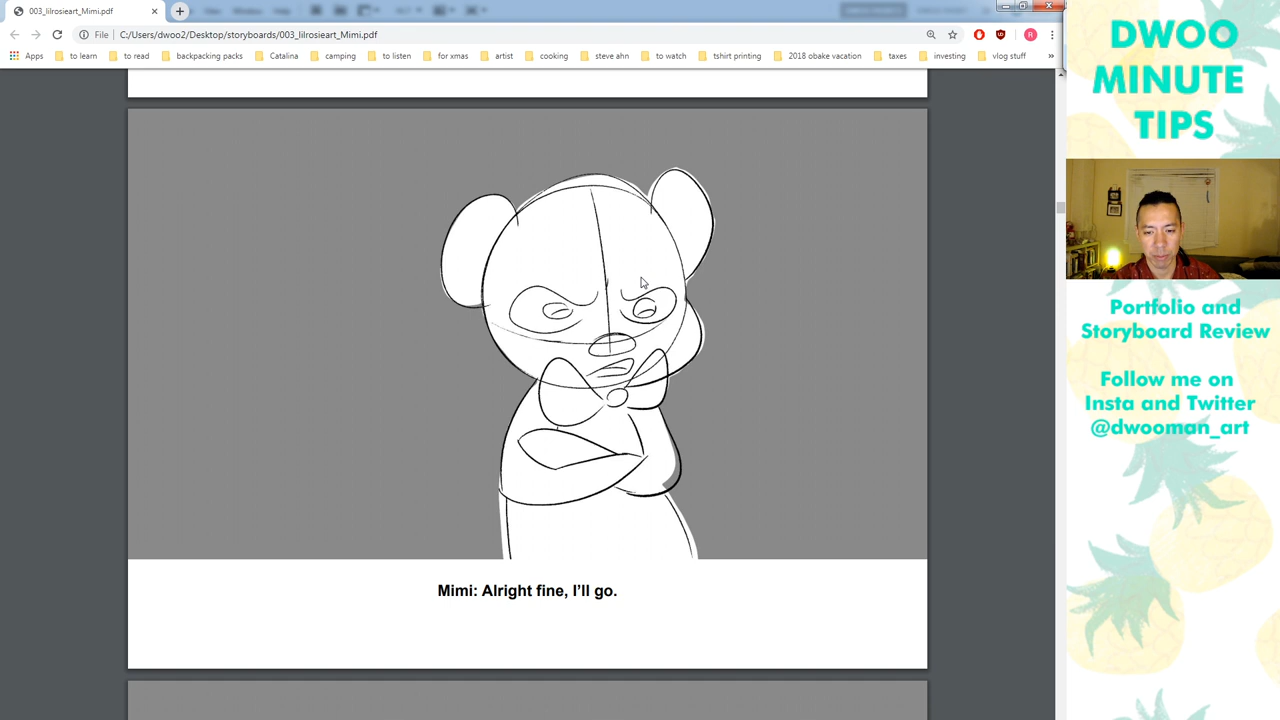 003_lilrosieart_Mimi.pdf
File
C:/Users/dwoo2/Desktop/storyboards/003_lilrosieart_Mimi.pdf
R
Apps
to learn
to read
backpacking packs
Catalina
camping
to listen
for xmas
artist
cooking
steve ahn
to watch
tshirt printing
2018 obake vacation
taxes
investing
vlog stuff
»
Mimi: Alright fine, I'll go.
DWOO
MINUTE
TIPS
Portfolio and
Storyboard Review
Follow me on
Insta and Twitter
@dwooman_art